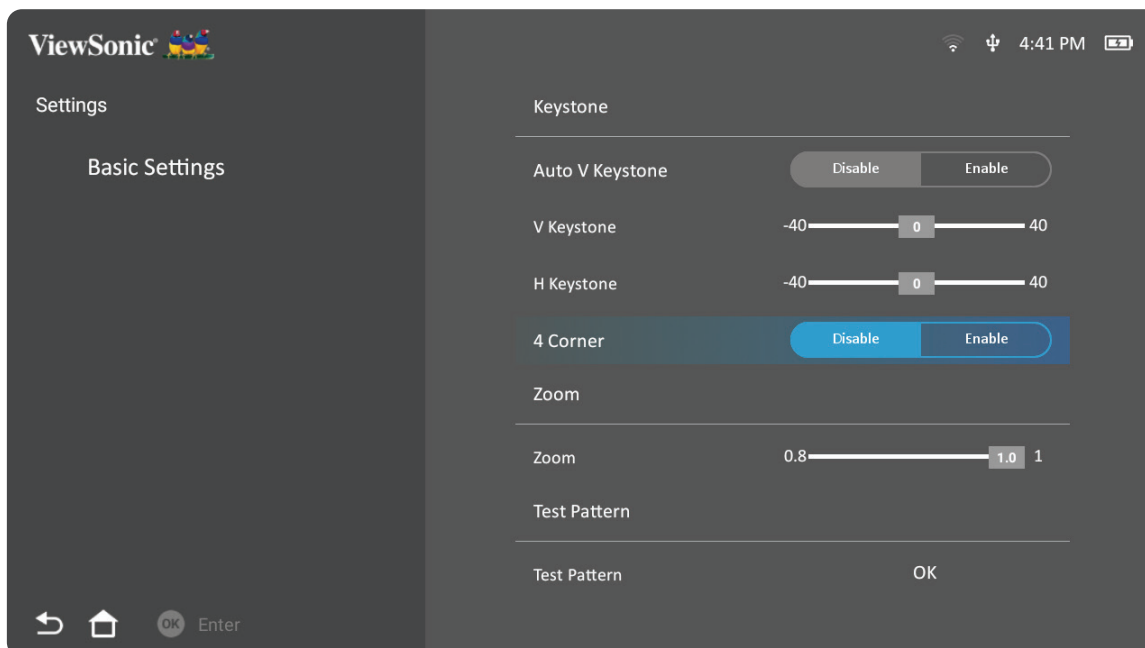 ViewSonic
4:41 PM
Settings
Basic Settings
Keystone
Auto V Keystone Disable Enable
V Keystone -40 0 40
H Keystone -40 0 40
4 Corner Disable Enable
Zoom
Zoom 0.8 1.0 1
Test Pattern
Test Pattern OK
OK Enter